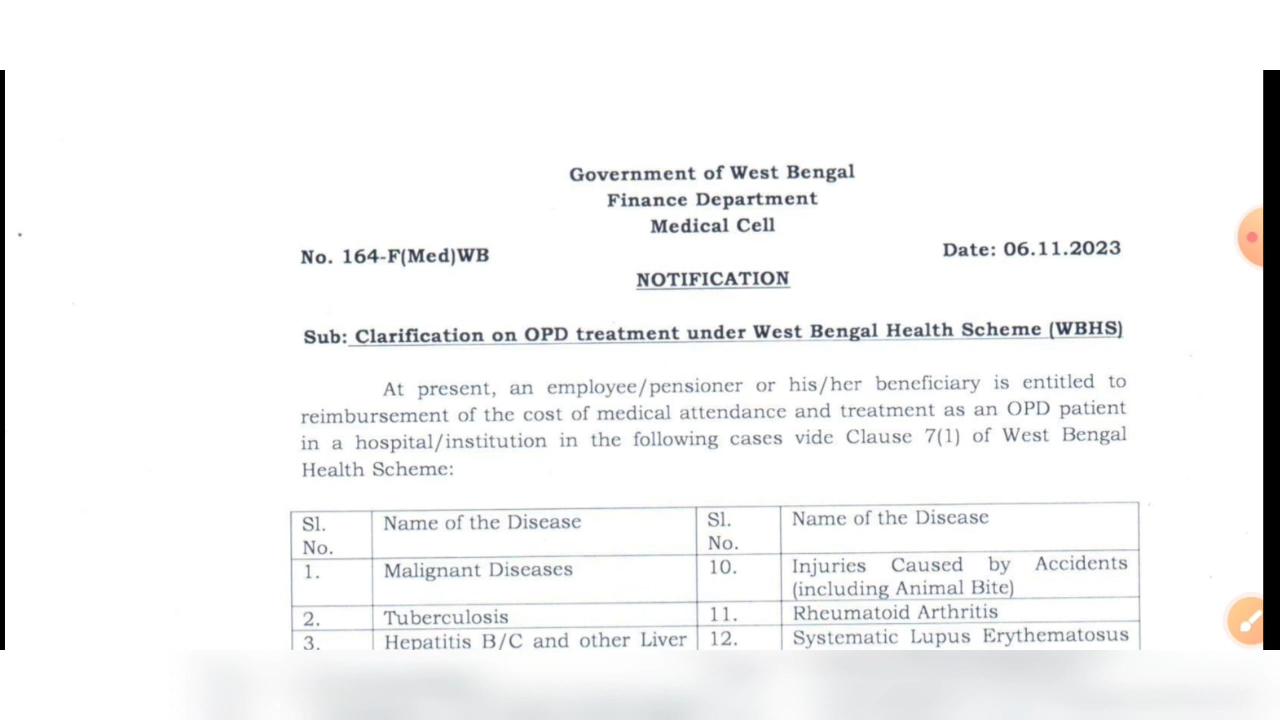 Government of West Bengal
Finance Department
Medical Cell
No. 164-F(Med)WB
Date: 06.11.2023
NOTIFICATION
Sub: Clarification on OPD treatment under West Bengal Health Scheme (WBHS)
At present, an employee/pensioner or his/her beneficiary is entitled to
reimbursement of the cost of medical attendance and treatment as an OPD patient
in a hospital/institution in the following cases vide Clause 7(1) of West Bengal
Health Scheme:
Sl. No. Name of the Disease Sl. No. Name of the Disease
1. Malignant Diseases 10. Injuries Caused by Accidents
(including Animal Bite)
2. Tuberculosis 11. Rheumatoid Arthritis
3. Hepatitis B/C and other Liver 12. Systematic Lupus Erythematosus